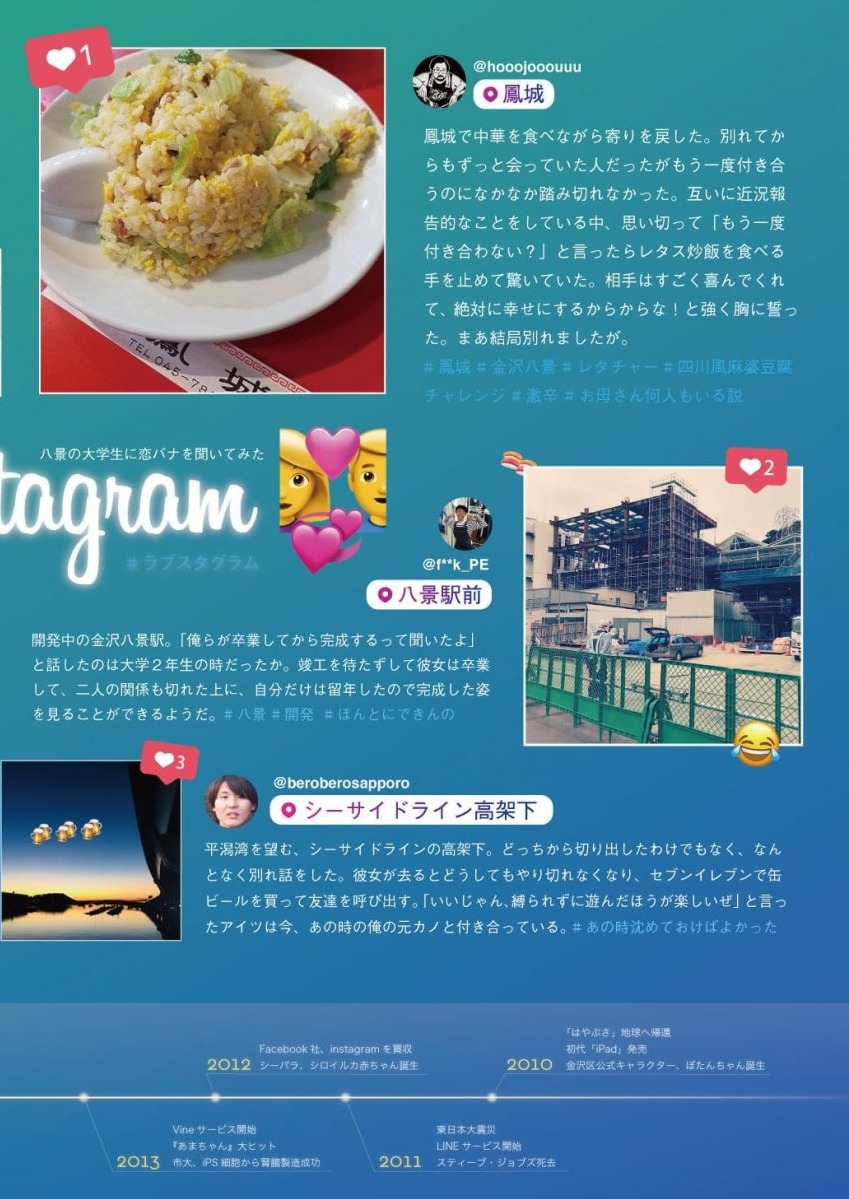 1
@hooojooouuu
鳳城
鳳城で中華を食べながら寄りを戻した。別れてか
らもずっと会っていた人だったがもう一度付き合
うのになかなか踏み切れなかった。互いに近況報
告的なことをしている中、思い切って「もう一度
付き合わない？」と言ったらレタス炒飯を食べる
手を止めて驚いていた。相手はすごく喜んでくれ
て、絶対に幸せにするからからな！と強く胸に誓っ
た。まあ結局別れましたが。
#鳳城 #金沢八景 #レタチャー #四川風麻婆豆腐
チャレンジ #激辛 #お母さん何人もいる説
TEL 045-78
八景の大学生に恋バナを聞いてみた
tagram
#ラブスタグラム
2
@f**k_PE
八景駅前
開発中の金沢八景駅。「俺らが卒業してから完成するって聞いたよ」
と話したのは大学２年生の時だったか。竣工を待たずして彼女は卒業
して、二人の関係も切れた上に、自分だけは留年したので完成した姿
を見ることができるようだ。#八景 #開発 #ほんとにできんの
3
@beroberosapporo
シーサイドライン高架下
平潟湾を望む、シーサイドラインの高架下。どっちから切り出したわけでもなく、なん
となく別れ話をした。彼女が去るとどうしてもやり切れなくなり、セブンイレブンで缶
ビールを買って友達を呼び出す。「いいじゃん、縛られずに遊んだほうが楽しいぜ」と言っ
たアイツは今、あの時の俺の元カノと付き合っている。#あの時沈めておけばよかった
2012
Facebook 社、instagram を買収
シーパラ、シロイルカ赤ちゃん誕生
2010
「はやぶさ」地球へ帰還
初代「iPad」発売
金沢区公式キャラクター、ぼたんちゃん誕生
2013
Vine サービス開始
『あまちゃん』大ヒット
市大、iPS 細胞から腎臓製造成功
2011
東日本大震災
LINE サービス開始
スティーブ・ジョブズ死去